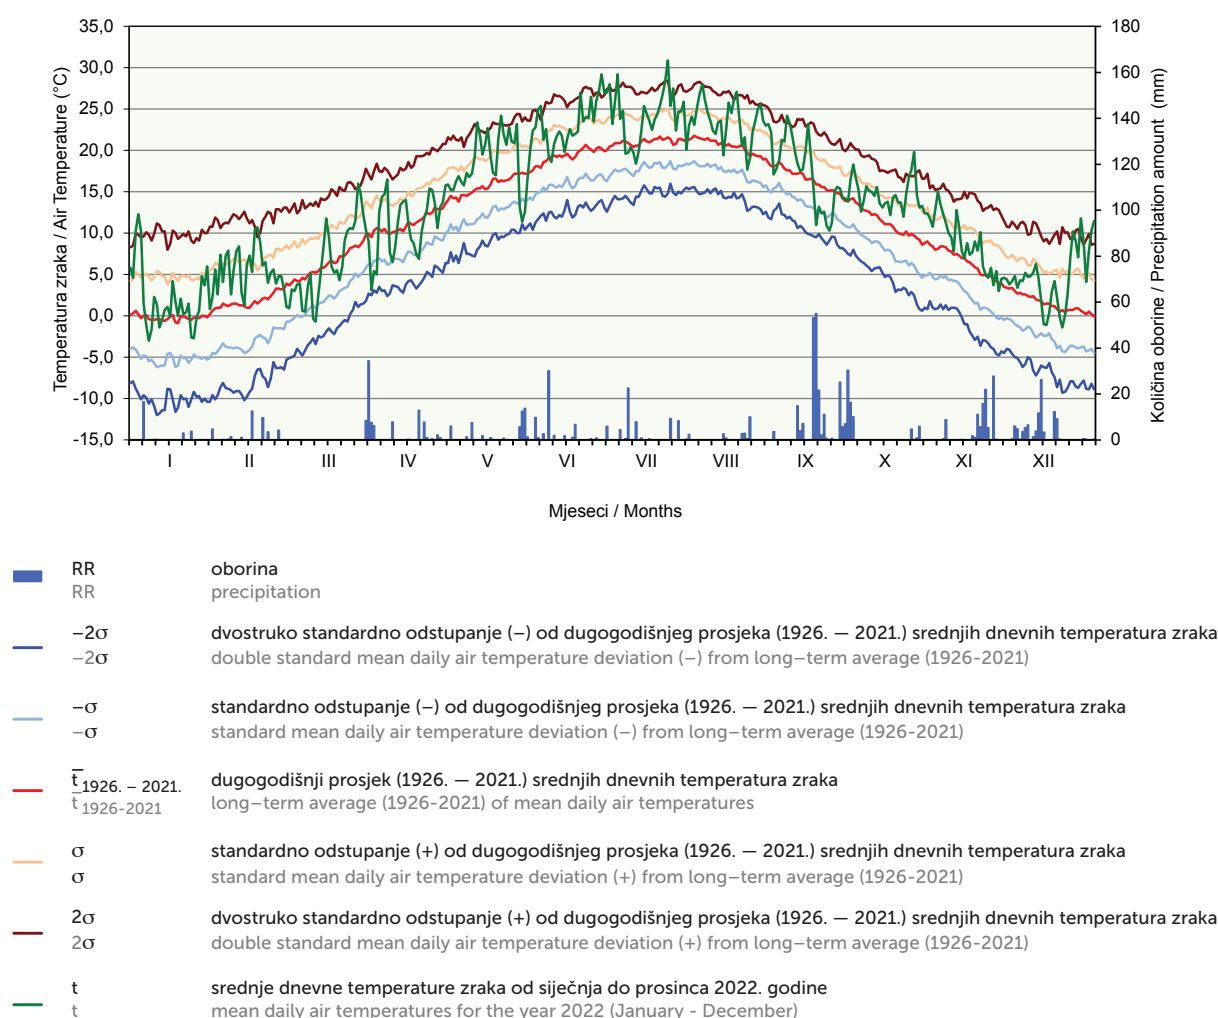 35,0
30,0
25,0
20,0
15,0
10,0
5,0
0,0
-5,0
-10,0
-15,0
Temperatura zraka / Air Temperature (°C)
180
160
140
120
100
80
60
40
20
0
Količina oborine / Precipitation amount (mm)
I II III IV V VI VII VIII IX X XI XII
Mjeseci / Months
RR oborina
RR precipitation
−2σ dvostruko standardno odstupanje (−) od dugogodišnjeg prosjeka (1926. — 2021.) srednjih dnevnih temperatura zraka
−2σ double standard mean daily air temperature deviation (−) from long−term average (1926-2021)
−σ standardno odstupanje (−) od dugogodišnjeg prosjeka (1926. — 2021.) srednjih dnevnih temperatura zraka
−σ standard mean daily air temperature deviation (−) from long−term average (1926-2021)
t̅ 1926. – 2021. dugogodišnji prosjek (1926. — 2021.) srednjih dnevnih temperatura zraka
t̅ 1926-2021 long−term average (1926-2021) of mean daily air temperatures
σ standardno odstupanje (+) od dugogodišnjeg prosjeka (1926. — 2021.) srednjih dnevnih temperatura zraka
σ standard mean daily air temperature deviation (+) from long−term average (1926-2021)
2σ dvostruko standardno odstupanje (+) od dugogodišnjeg prosjeka (1926. — 2021.) srednjih dnevnih temperatura zraka
2σ double standard mean daily air temperature deviation (+) from long−term average (1926-2021)
t srednje dnevne temperature zraka od siječnja do prosinca 2022. godine
t mean daily air temperatures for the year 2022 (January - December)